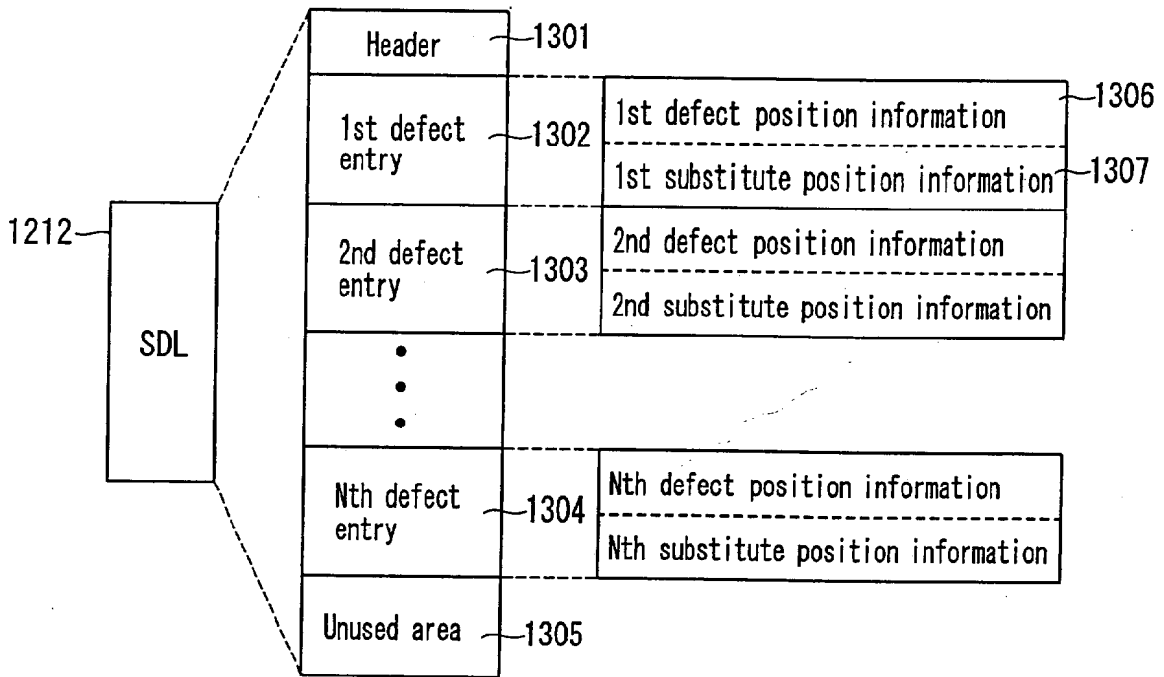 Header
1301
1306
1st defect position information
1st defect
entry
1302
1st substitute position information
1307
1212
2nd defect
entry
1303
2nd defect position information
2nd substitute position information
SDL
Nth defect
entry
1304
Nth defect position information
Nth substitute position information
Unused area
1305